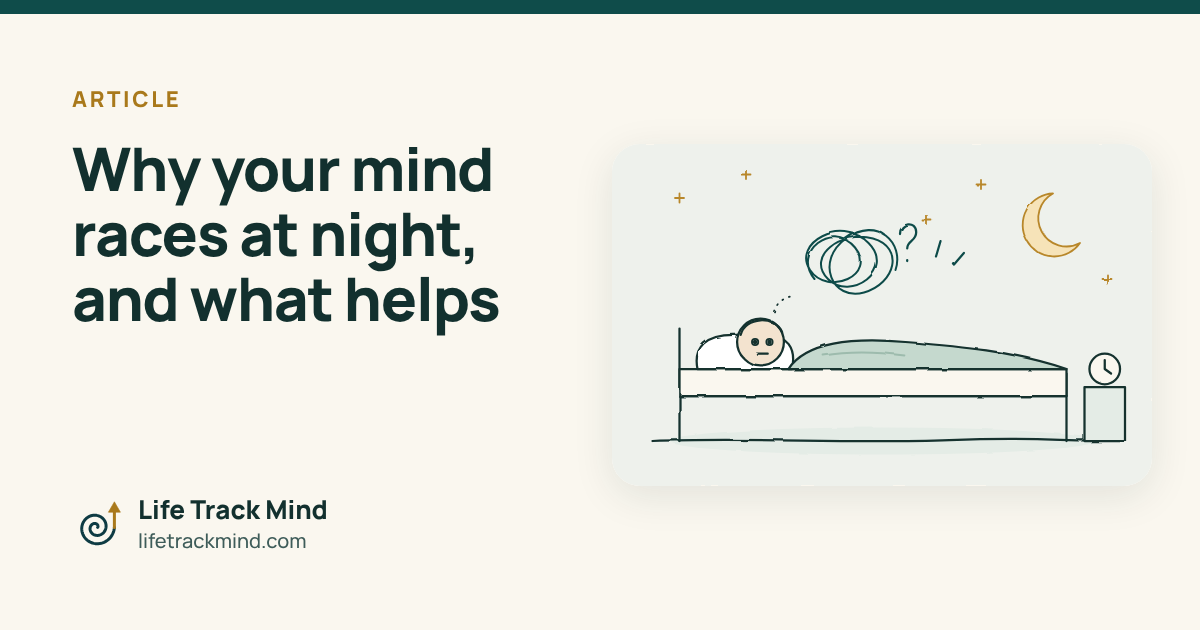 ARTICLE
Why your mind
races at night,
and what helps
?
Life Track Mind
lifetrackmind.com